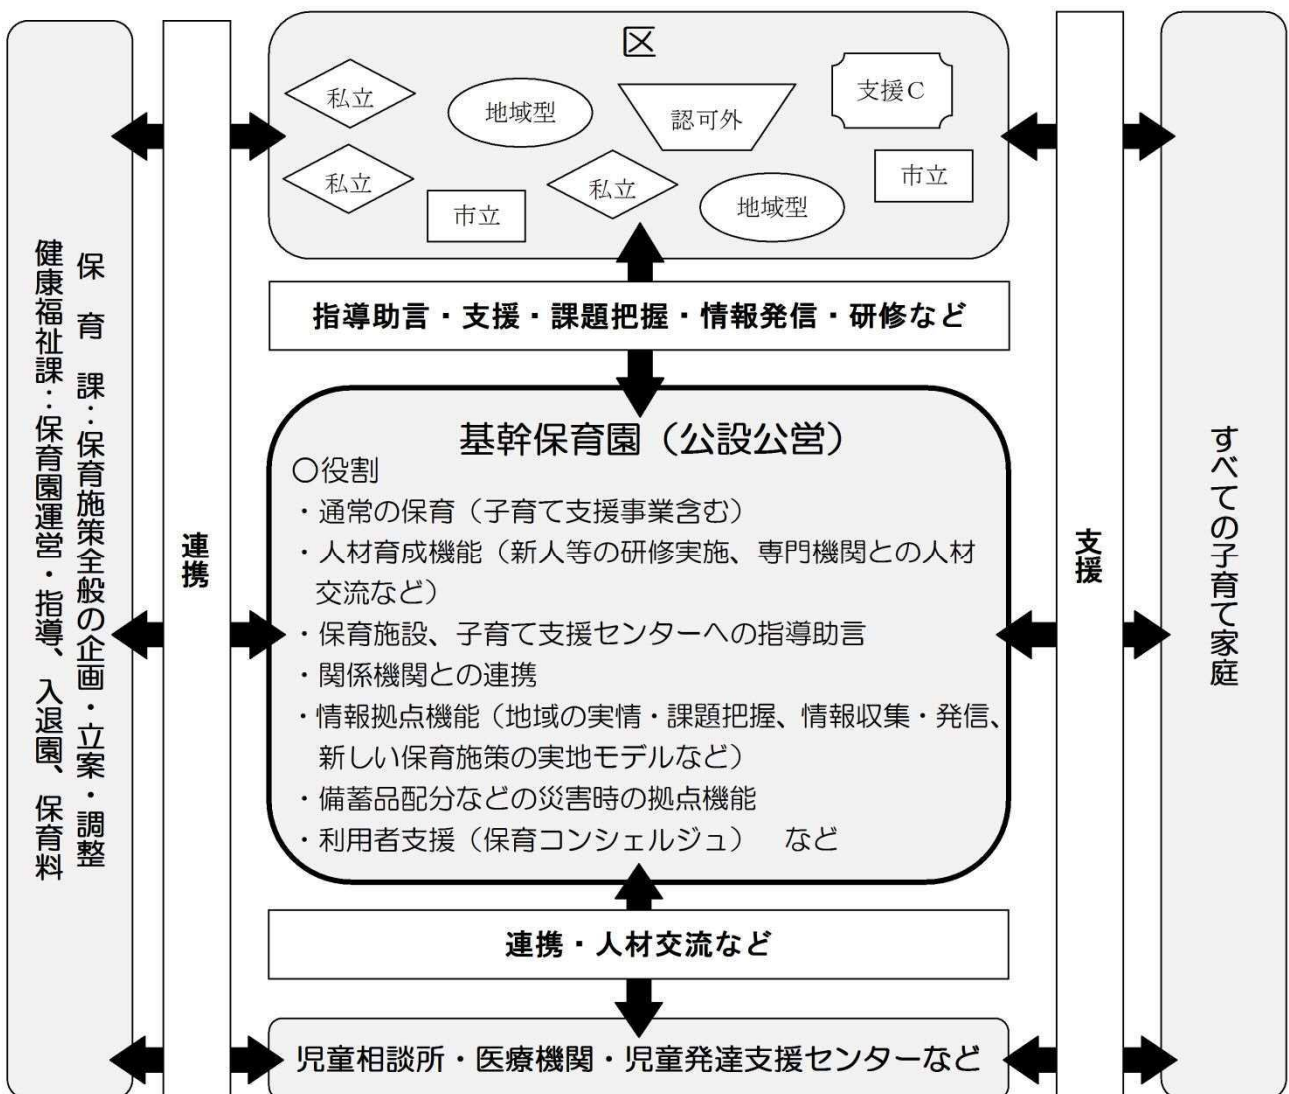 区
私立
地域型
認可外
支援C
私立
市立
私立
地域型
市立
指導助言・支援・課題把握・情報発信・研修など
基幹保育園（公設公営）
○役割
・通常の保育（子育て支援事業含む）
・人材育成機能（新人等の研修実施、専門機関との人材
交流など）
・保育施設、子育て支援センターへの指導助言
・関係機関との連携
・情報拠点機能（地域の実情・課題把握、情報収集・発信、
新しい保育施策の実地モデルなど）
・備蓄品配分などの災害時の拠点機能
・利用者支援（保育コンシェルジュ）　など
連携・人材交流など
児童相談所・医療機関・児童発達支援センターなど
保　育　課：保育施策全般の企画・立案・調整
健康福祉課：保育園運営・指導、入退園、保育料
連携
支援
すべての子育て家庭